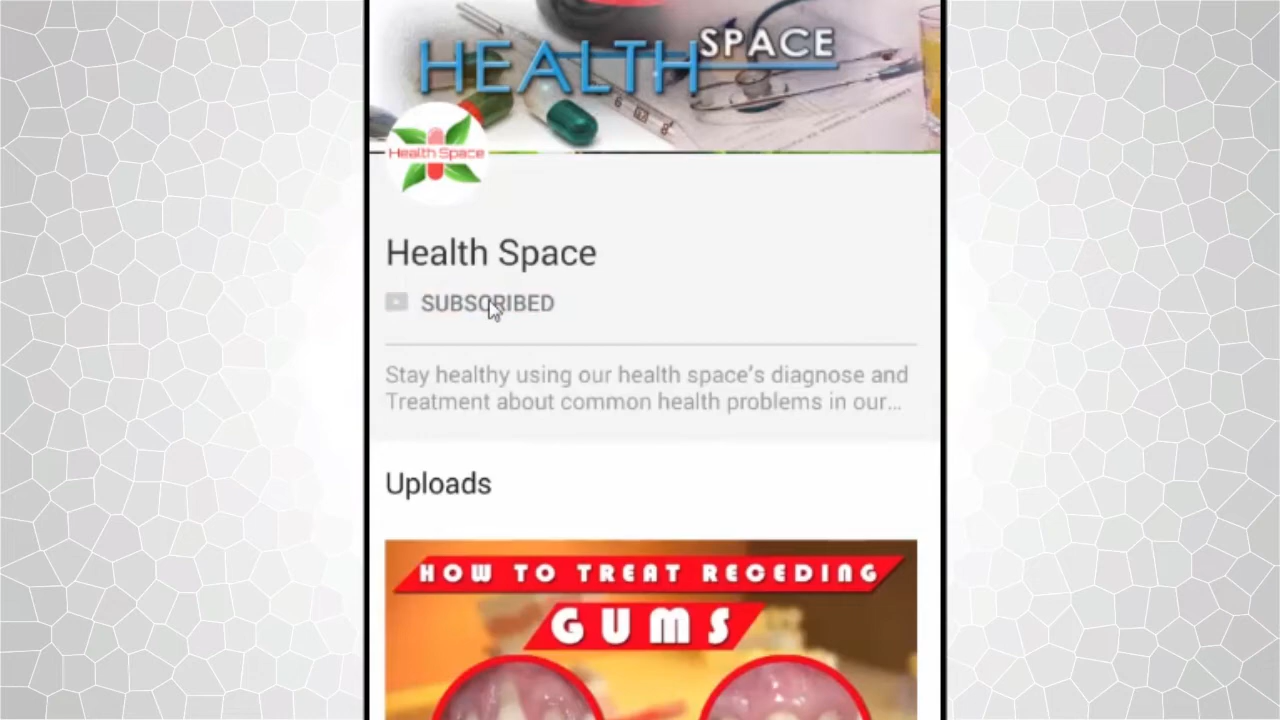 HEALTH SPACE
Health Space
Health Space
SUBSCRIBED
Stay healthy using our health space's diagnose and
Treatment about common health problems in our...
Uploads
HOW TO TREAT RECEDING
GUMS